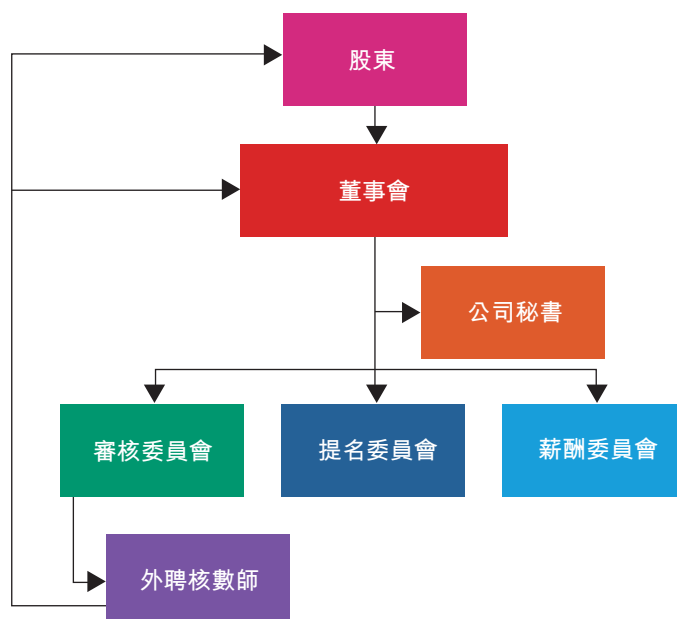 股東
董事會
公司秘書
審核委員會
提名委員會
薪酬委員會
外聘核數師